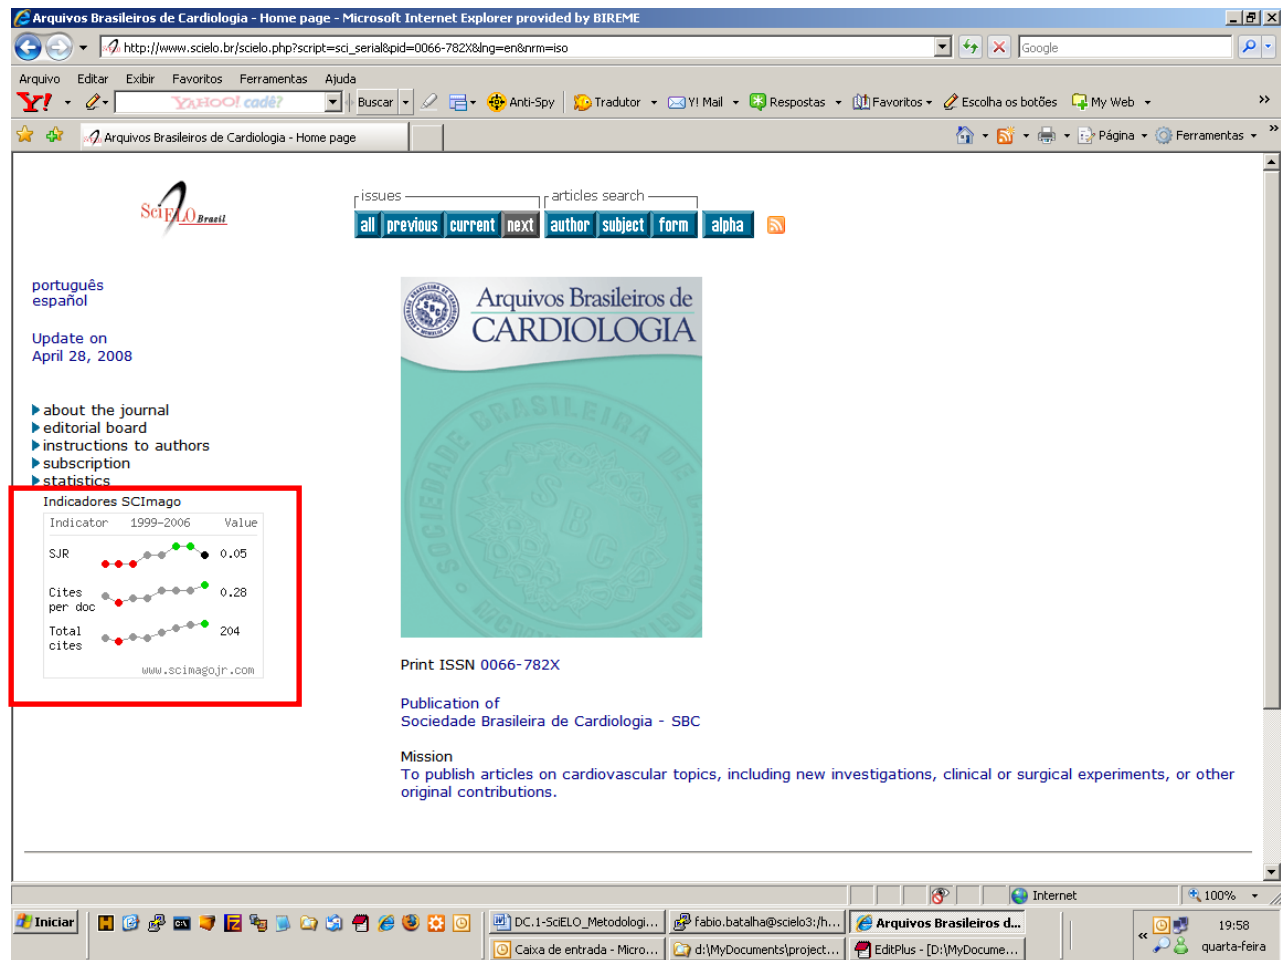 Arquivos Brasileiros de Cardiologia - Home page - Microsoft Internet Explorer provided by BIREME
http://www.scielo.br/scielo.php?script=sci_serial&pid=0066-782X&lng=en&nrm=iso
Google
Arquivo Editar Exibir Favoritos Ferramentas Ajuda
Y! YAHOO! cadê? Buscar Anti-Spy Tradutor Y! Mail Respostas Favoritos Escolha os botões My Web »
Arquivos Brasileiros de Cardiologia - Home page
Página Ferramentas »
SciELO Brazil
issues articles search
all previous current next author subject form alpha
português
español
Update on
April 28, 2008
about the journal
editorial board
instructions to authors
subscription
statistics
Indicadores SCImago
Indicator 1999-2006 Value
SJR 0.05
Cites per doc 0.28
Total cites 204
www.scimagojr.com
Arquivos Brasileiros de
CARDIOLOGIA
SOCIEDADE BRASILEIRA DE CARDIOLOGIA
SBC
Print ISSN 0066-782X
Publication of
Sociedade Brasileira de Cardiologia - SBC
Mission
To publish articles on cardiovascular topics, including new investigations, clinical or surgical experiments, or other
original contributions.
Internet 100%
Iniciar
DC.1-SciELO_Metodologi...
fabio.batalha@scielo3:/h...
Arquivos Brasileiros d...
19:58
Caixa de entrada - Micro...
d:\MyDocuments\project...
EditPlus - [D:\MyDocume...
quarta-feira